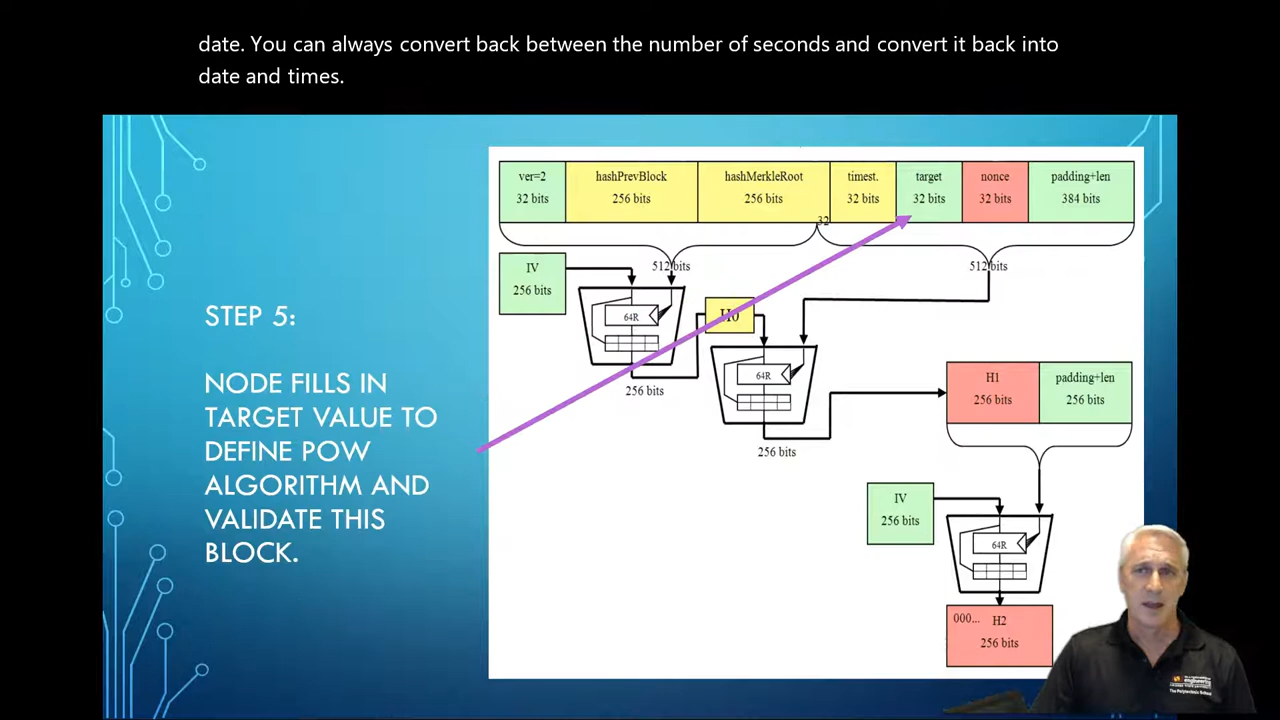 date. You can always convert back between the number of seconds and convert it back into
date and times.
STEP 5:
NODE FILLS IN
TARGET VALUE TO
DEFINE POW
ALGORITHM AND
VALIDATE THIS
BLOCK.
ver=2
32 bits
hashPrevBlock
256 bits
hashMerkleRoot
256 bits
timest.
32 bits
target
32 bits
nonce
32 bits
padding+len
384 bits
32
512 bits
512 bits
IV
256 bits
64R
H0
256 bits
64R
256 bits
H1
256 bits
padding+len
256 bits
IV
256 bits
64R
000...
H2
256 bits
The Polytechnic School